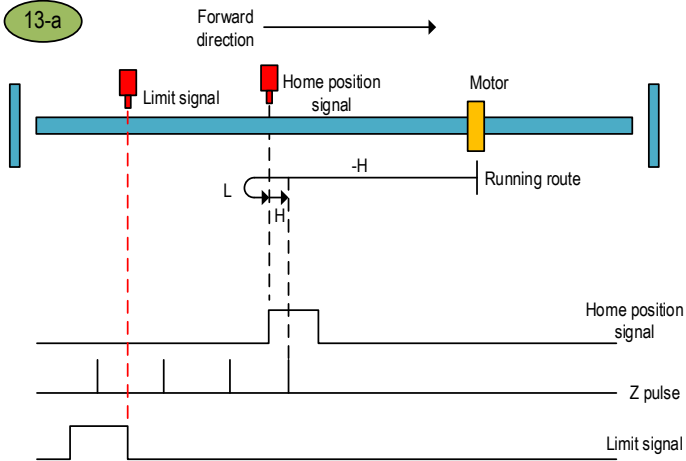 13-a
Forward
direction
Limit signal
Home position
signal
Motor
-H
Running route
L
H
Home position
signal
Z pulse
Limit signal